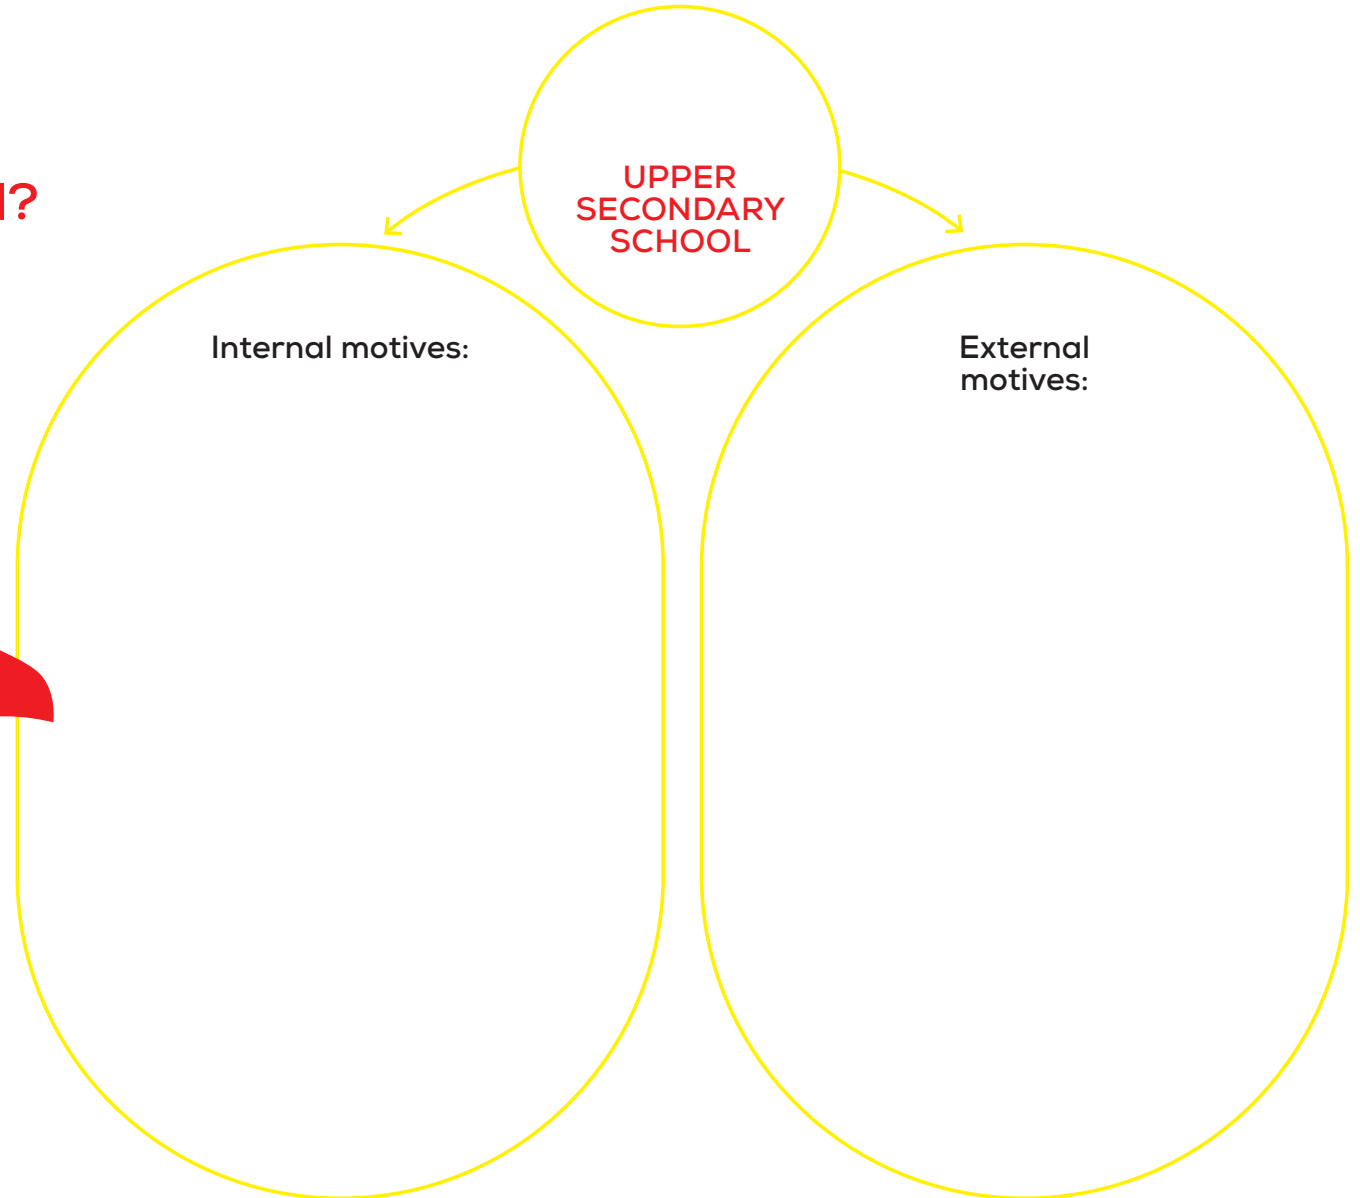 UPPER
SECONDARY
SCHOOL
Internal motives:
External
motives: